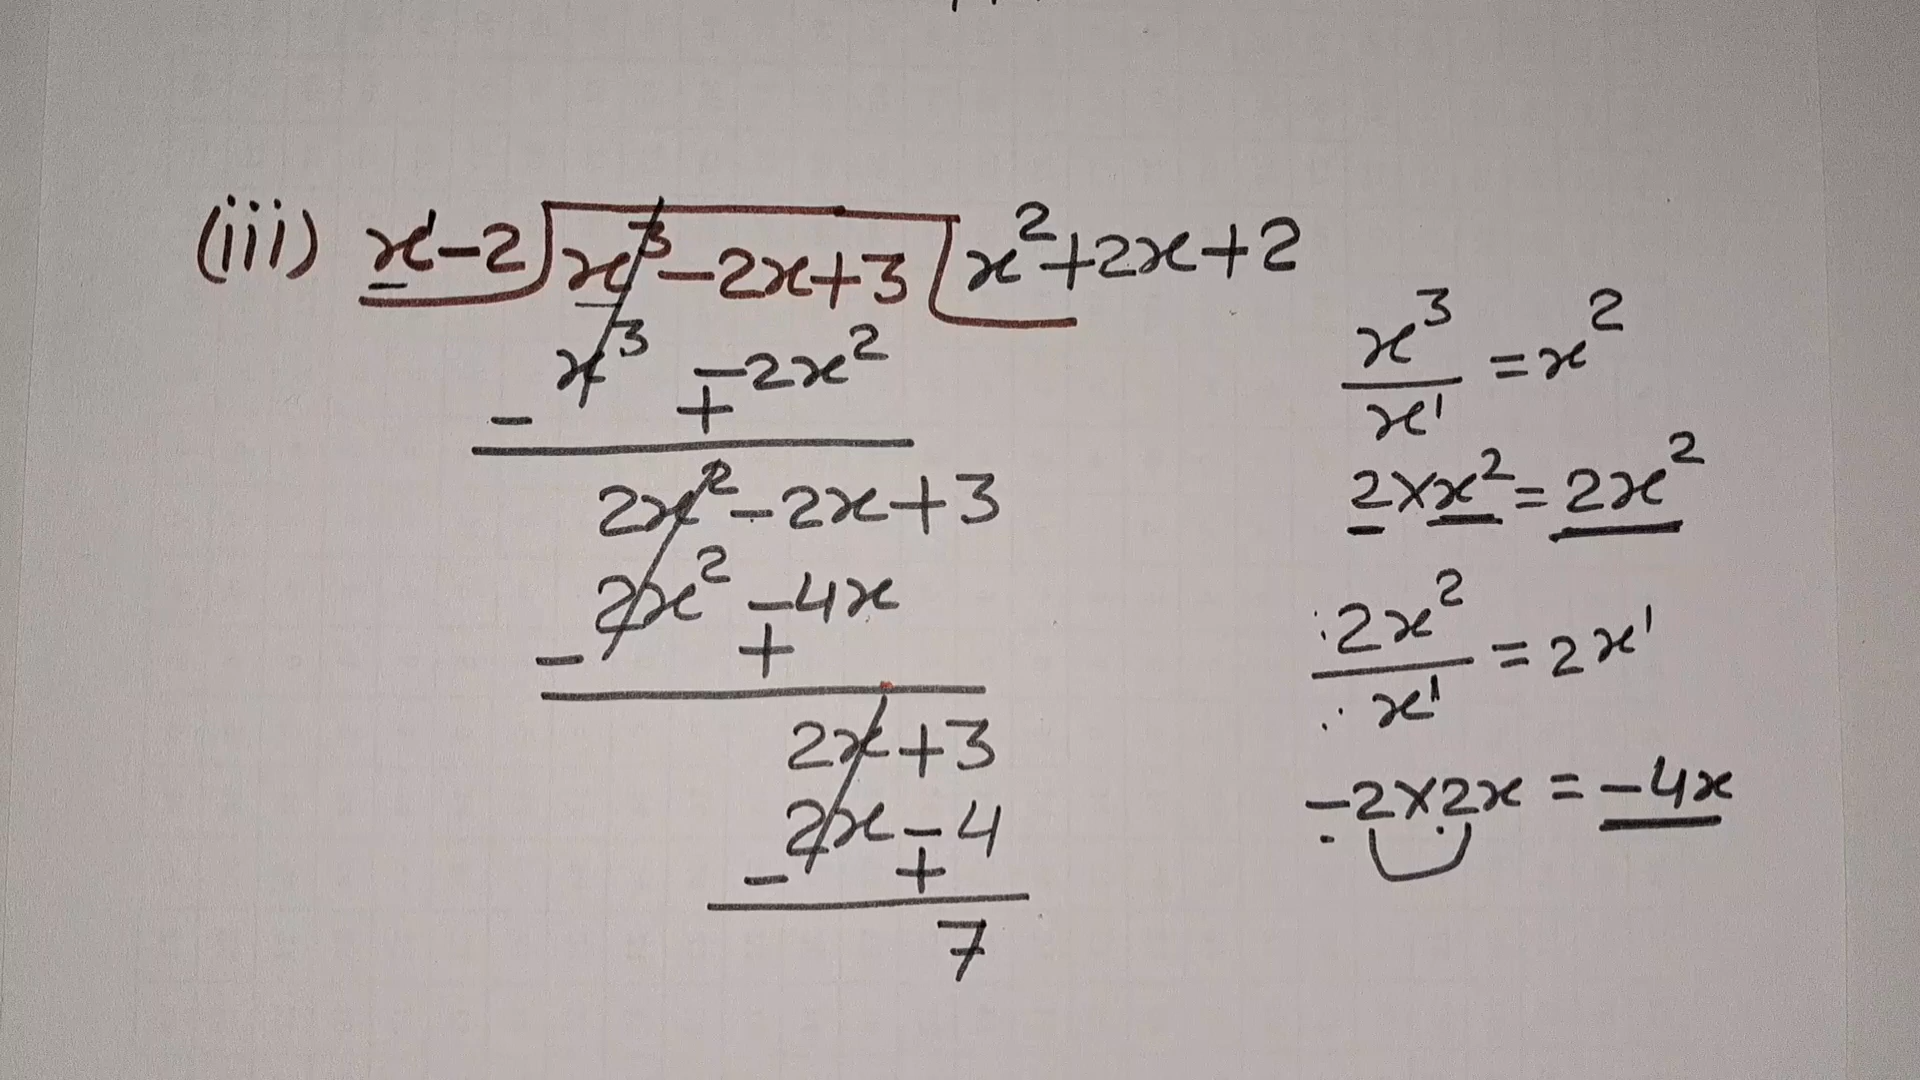 (iii) x¹-2)x³-2x+3(x²+2x+2
x³ -2x²
- +
2x²-2x+3
2x² -4x
- +
2x+3
2x-4
- +
7
x³/x¹ = x²
2×x²=2x²
2x²/x¹ = 2x¹
-2×2x = -4x